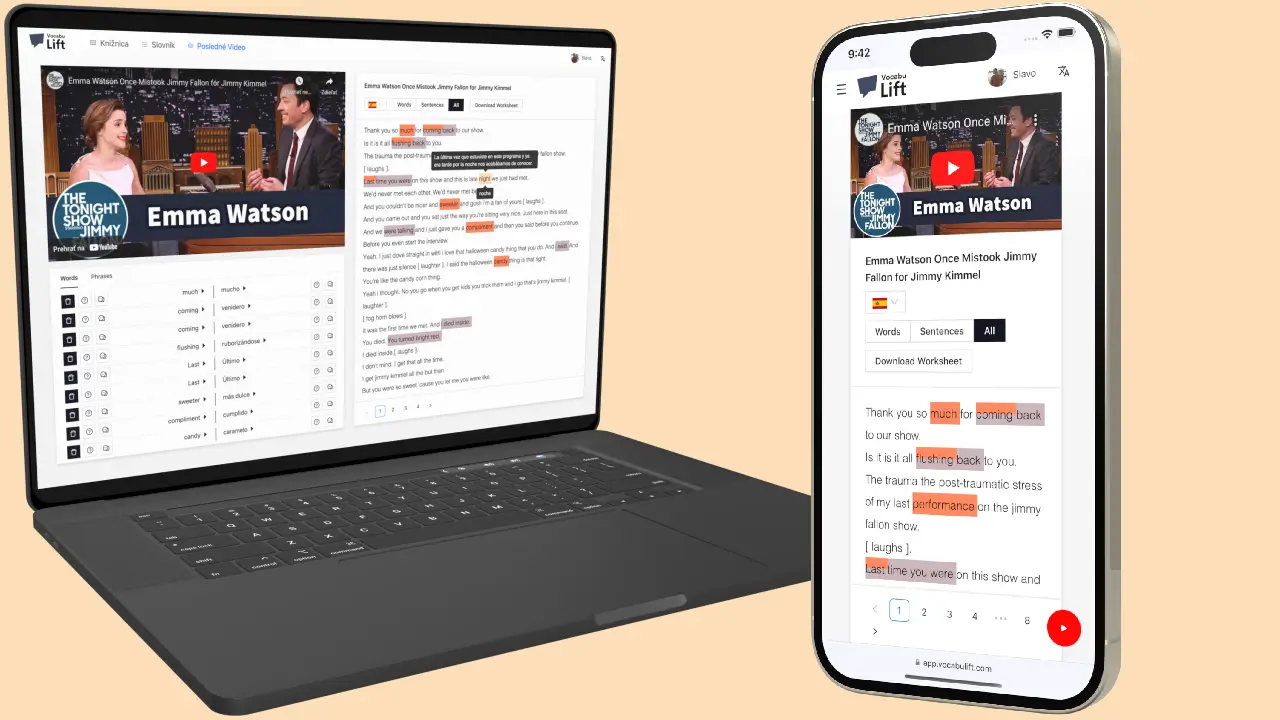 Vocabu
Lift
Knižnica
Slovník
Posledné Video
Slavo
Emma Watson Once Mistook Jimmy Fallon for Jimmy Kimmel
Zdieľať
THE
TONIGHT
SHOW
JIMMY
Emma Watson
Prehrať na YouTube
Words
Phrases
much mucho
coming venidero
coming venidero
flushing ruborizándose
Last Último
Last Último
sweeter más dulce
compliment cumplido
candy caramelo
Emma Watson Once Mistook Jimmy Fallon for Jimmy Kimmel
Words Sentences All Download Worksheet
Thank you so much for coming back to our show.
Is it is it all flushing back to you.
The trauma the post-trauma fallon show.
La última vez que estuviste en este programa y ya
era tarde por la noche nos acabábamos de conocer.
[ laughs ].
Last time you were on this show and this is late night we just had met.
noche
We'd never met each other. We'd never met be
And you couldn't be nicer and sweeter and gosh I'm a fan of yours [ laughs ].
And you came out and you sat just the way you're sitting very nice. Just here in this seat.
And we were talking and i just gave you a compliment and then you said before you continue.
Before you even start the interview.
Yeah. I just dove straight in with i love that halloween candy thing that you do. And i said. And
there was just silence [ laughter ]. I said the halloween candy thing is that right.
You're like the candy corn thing.
Yeah i thought. No you go when you get kids you trick them and i go that's jimmy kimmel. [
laughter ].
[ fog horn blows ]
It was the first time we met. And i died inside.
You died. You turned bright red.
I died inside [ laughs ].
I don't mind. I get that all the time.
I get jimmy kimmel all the but then
But you were so sweet 'cause you let me you were like
1 2 3 4
esc
tab
caps lock
shift
fn
control
option
command
command
option
9:42
Vocabu
Lift
Slavo
Emma Watson Once Mi...
THE
TONIGHT
SHOW
FALLON
Emma Watson
Emma Watson Once Mistook Jimmy
Fallon for Jimmy Kimmel
Words Sentences All
Download Worksheet
Thank you so much for coming back
to our show.
Is it is it all flushing back to you.
The trauma the post-traumatic stress
of my last performance on the jimmy
fallon show.
[ laughs ].
Last time you were on this show and
1 2 3 4 ••• 8
app.vocabulift.com